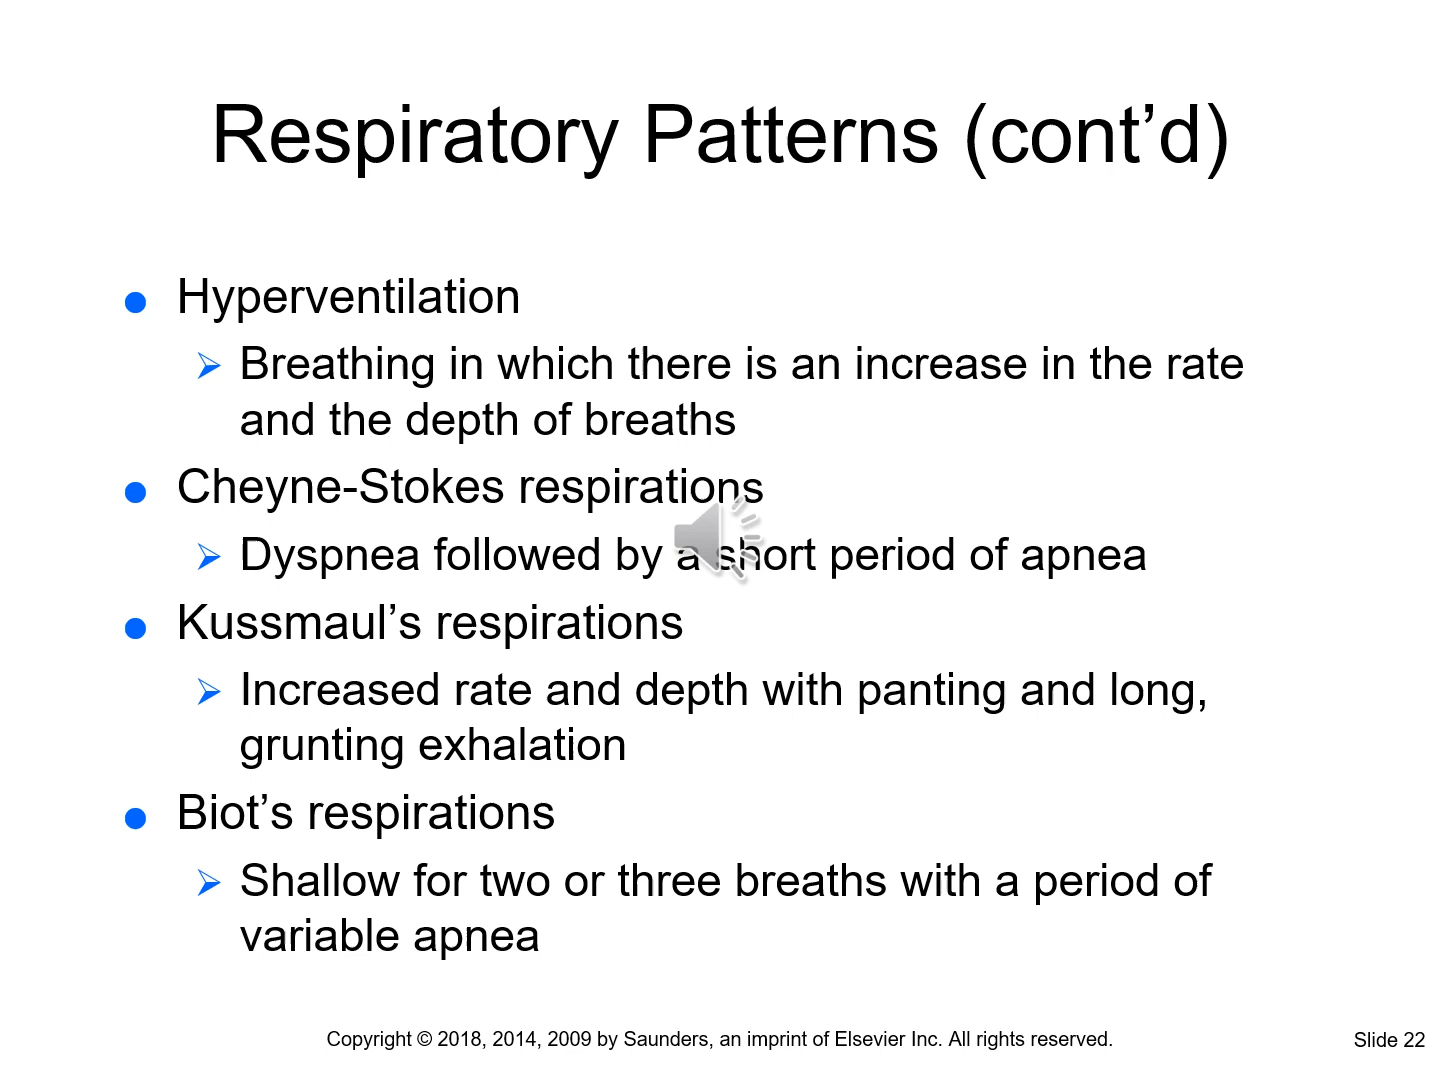 Respiratory Patterns (cont’d)
Hyperventilation
Breathing in which there is an increase in the rate
and the depth of breaths
Cheyne-Stokes respirations
Dyspnea followed by a short period of apnea
Kussmaul’s respirations
Increased rate and depth with panting and long,
grunting exhalation
Biot’s respirations
Shallow for two or three breaths with a period of
variable apnea
Copyright © 2018, 2014, 2009 by Saunders, an imprint of Elsevier Inc. All rights reserved.
Slide 22